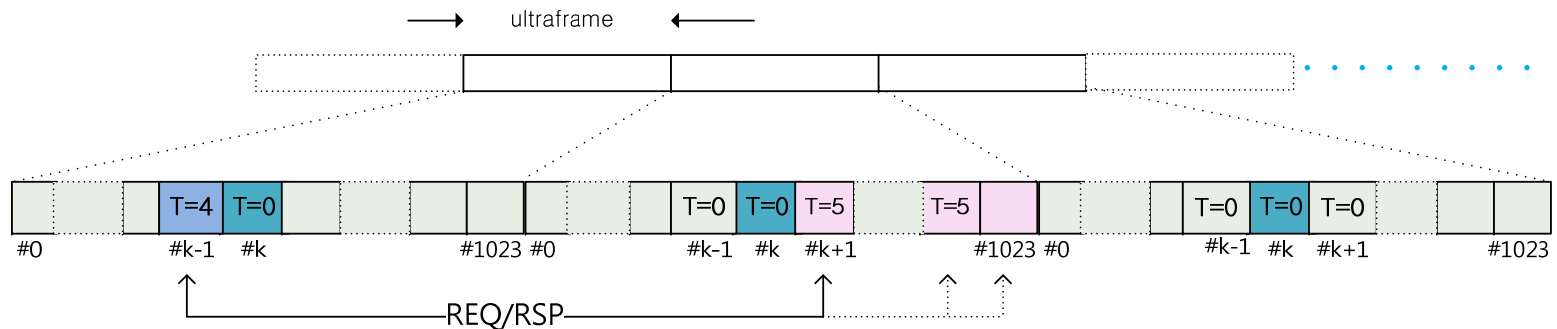 ultraframe
T=4 T=0 T=0 T=0 T=5 T=5 T=0 T=0 T=0
#0 #k-1 #k #1023 #0 #k-1 #k #k+1 #1023 #0 #k-1 #k #k+1 #1023
REQ/RSP